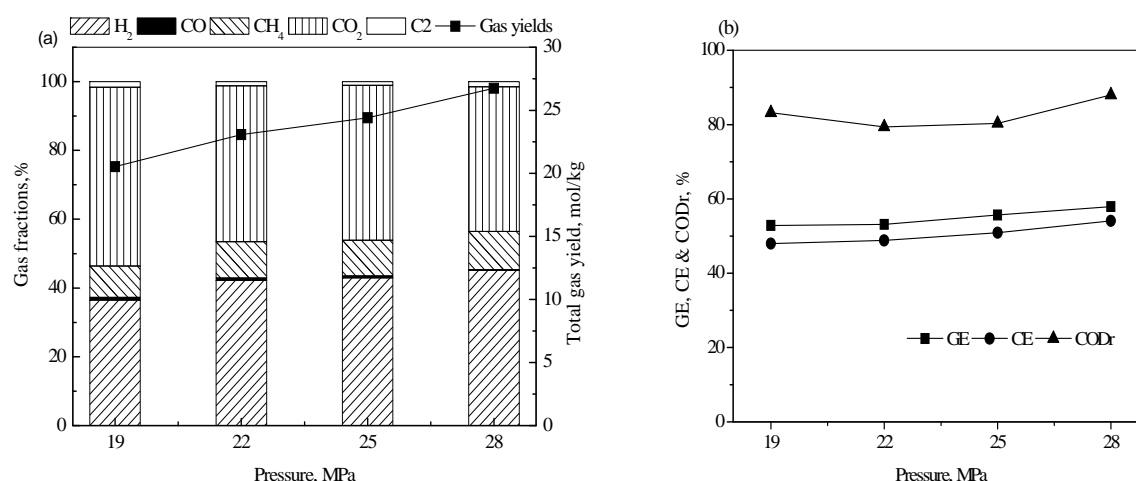 H2 CO CH4 CO2 C2 Gas yields
(a)
100
80
60
40
20
0
Gas fractions,%
30
25
20
15
10
5
0
Total gas yield, mol/kg
19 22 25 28
Pressure, MPa
(b)
100
80
60
40
20
0
GE, CE & CODr, %
GE CE CODr
19 22 25 28
Pressure, MPa